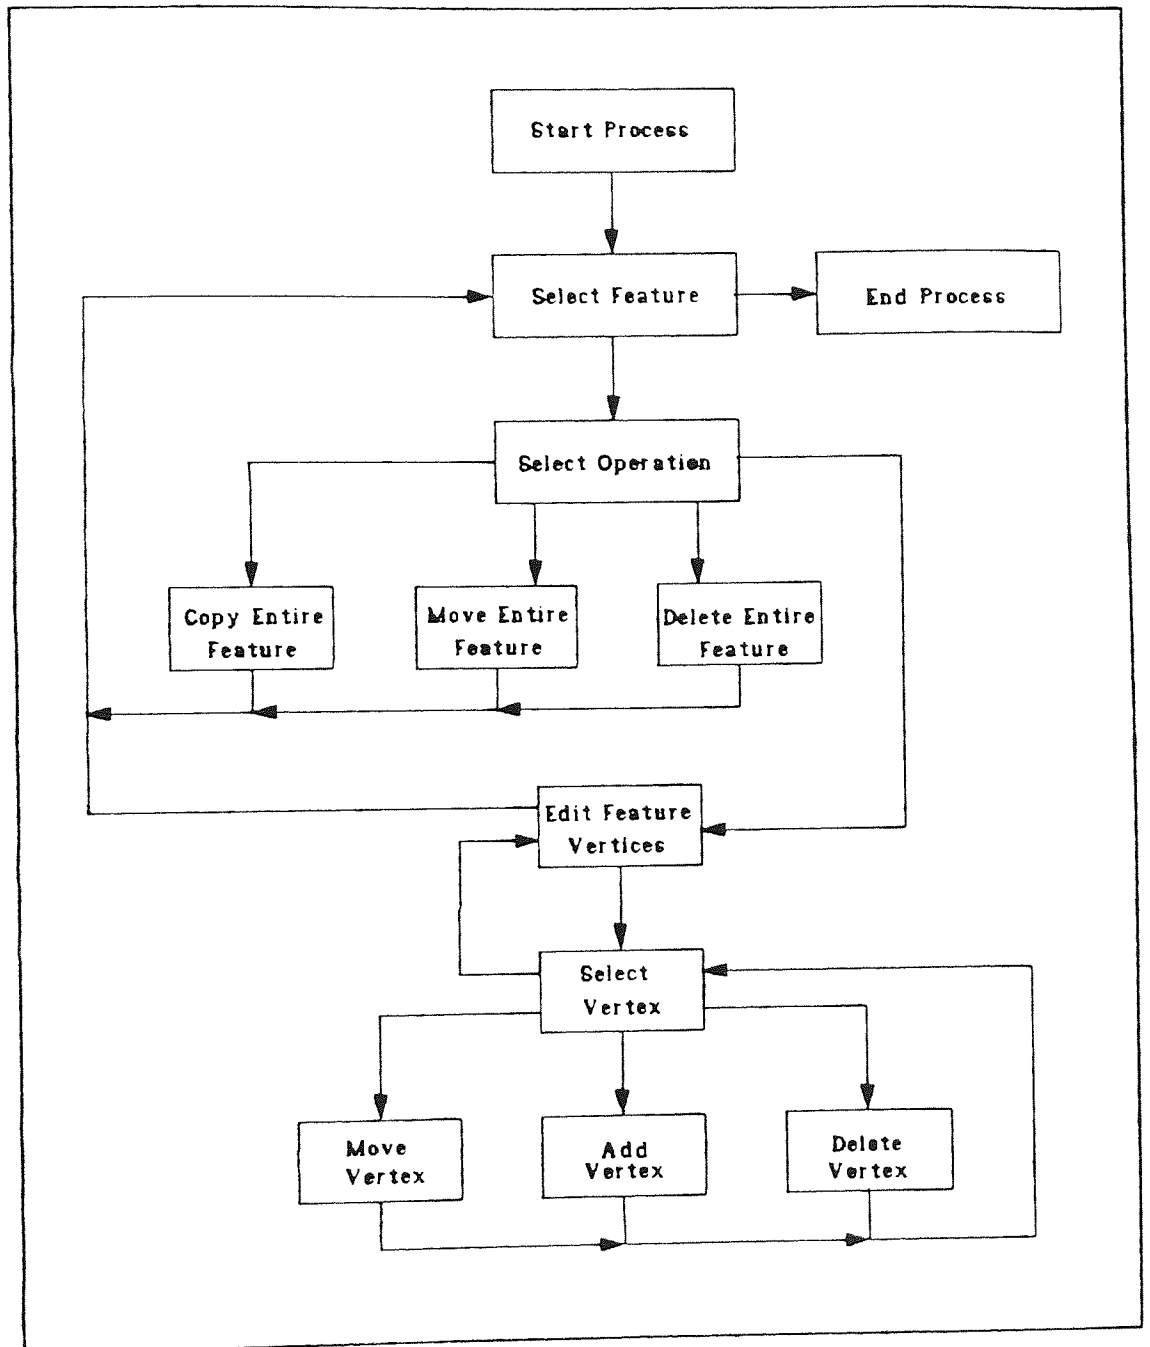 Start Process
Select Feature
End Process
Select Operation
Copy Entire
Feature
Move Entire
Feature
Delete Entire
Feature
Edit Feature
Vertices
Select
Vertex
Move
Vertex
Add
Vertex
Delete
Vertex